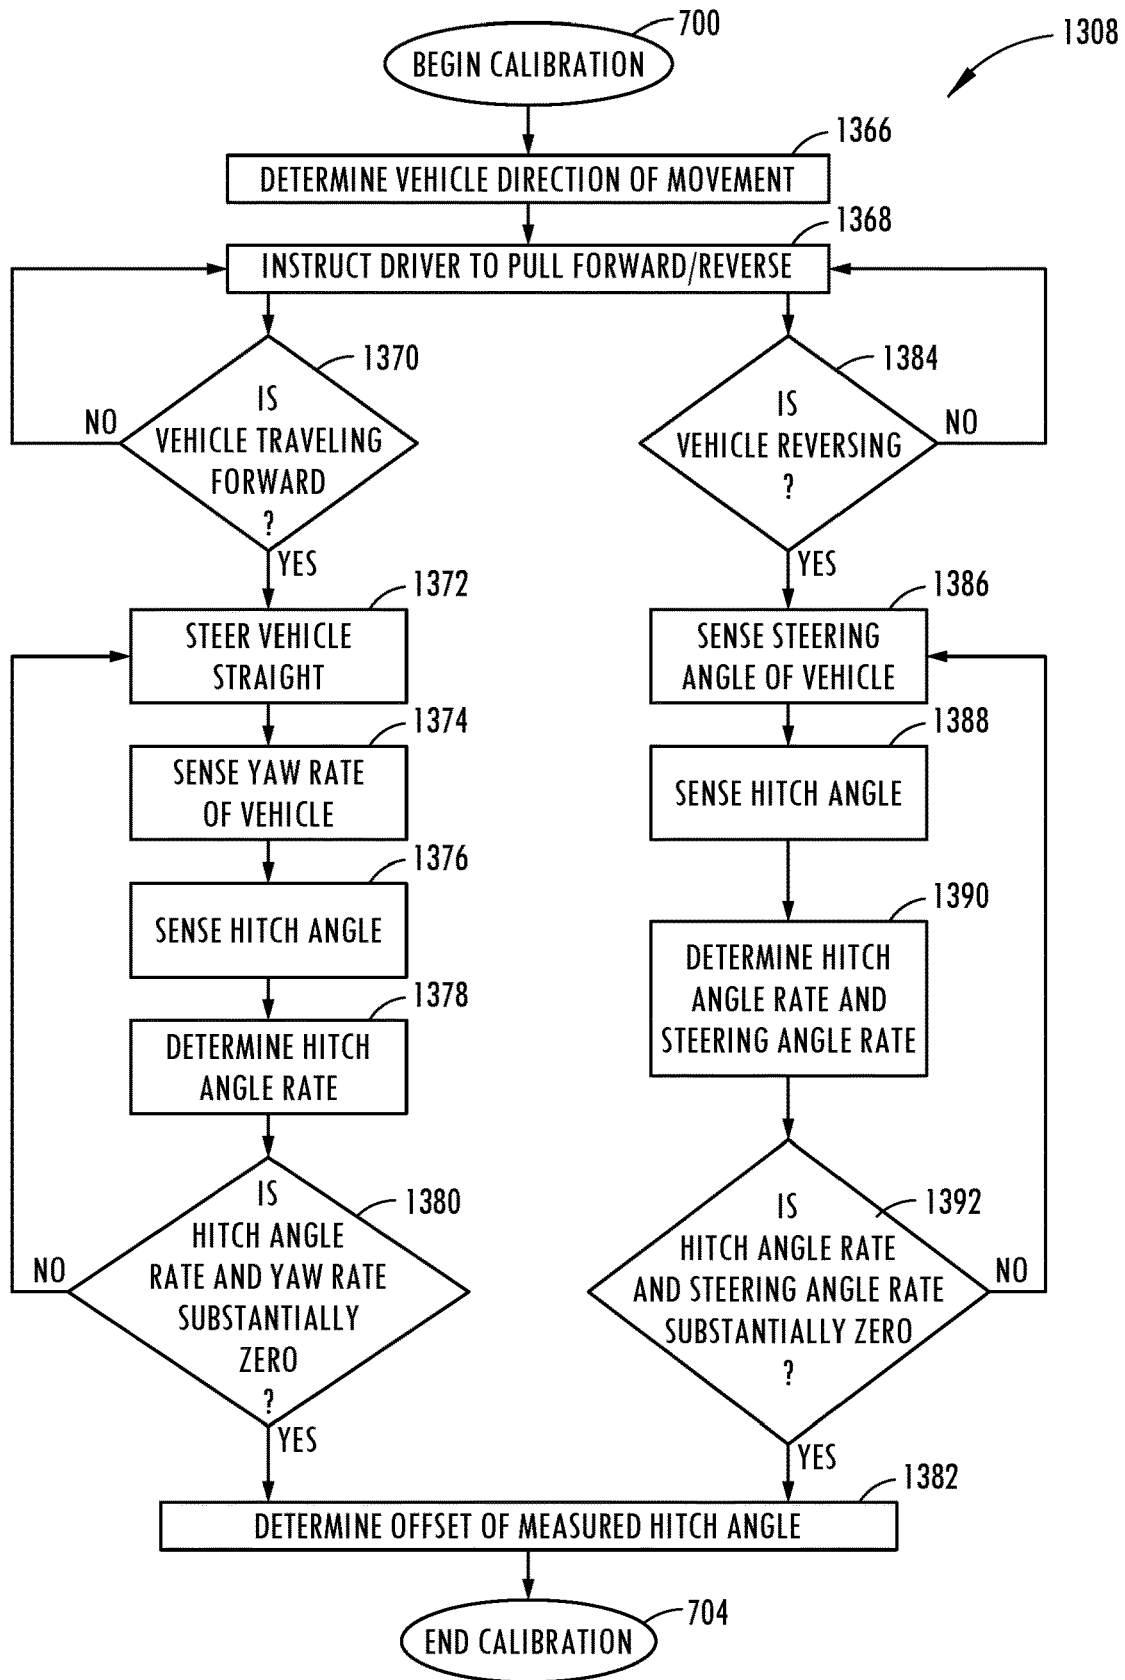 700
1308
BEGIN CALIBRATION
1366
DETERMINE VEHICLE DIRECTION OF MOVEMENT
1368
INSTRUCT DRIVER TO PULL FORWARD/REVERSE
1370
IS
VEHICLE TRAVELING
FORWARD
?
NO
YES
1372
STEER VEHICLE
STRAIGHT
1374
SENSE YAW RATE
OF VEHICLE
1376
SENSE HITCH ANGLE
1378
DETERMINE HITCH
ANGLE RATE
1380
IS
HITCH ANGLE
RATE AND YAW RATE
SUBSTANTIALLY
ZERO
?
NO
YES
1384
IS
VEHICLE REVERSING
?
NO
YES
1386
SENSE STEERING
ANGLE OF VEHICLE
1388
SENSE HITCH ANGLE
1390
DETERMINE HITCH
ANGLE RATE AND
STEERING ANGLE RATE
1392
IS
HITCH ANGLE RATE
AND STEERING ANGLE RATE
SUBSTANTIALLY ZERO
?
NO
YES
1382
DETERMINE OFFSET OF MEASURED HITCH ANGLE
704
END CALIBRATION